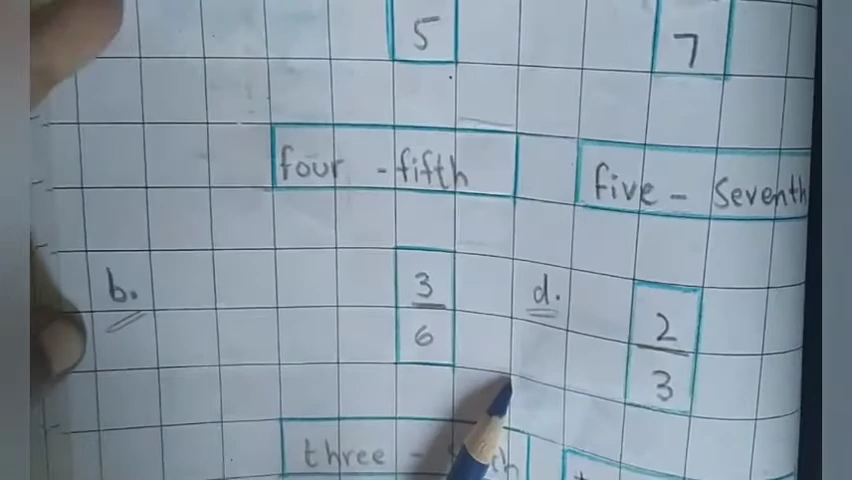 5 7
four - fifth five - Seventh
b. 3 d. 2
6 3
three -